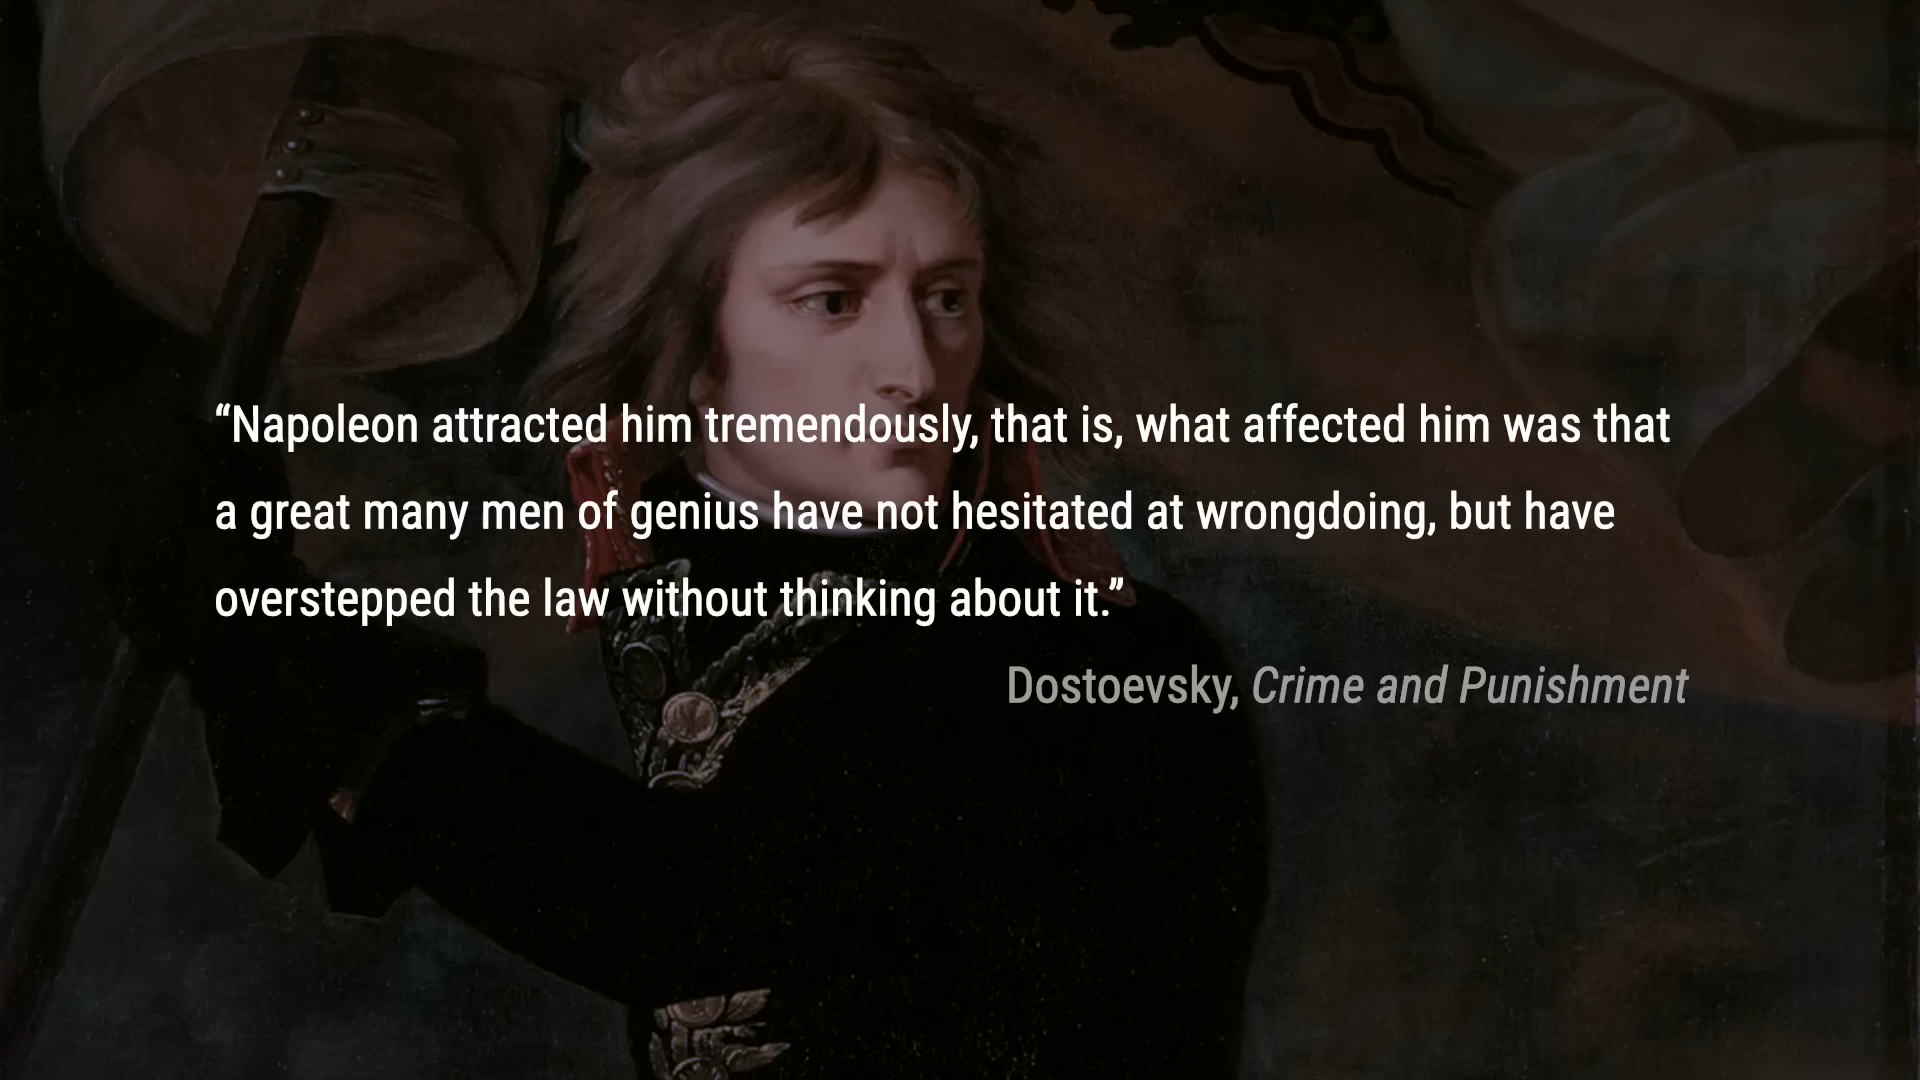 “Napoleon attracted him tremendously, that is, what affected him was that
a great many men of genius have not hesitated at wrongdoing, but have
overstepped the law without thinking about it.”
Dostoevsky, Crime and Punishment